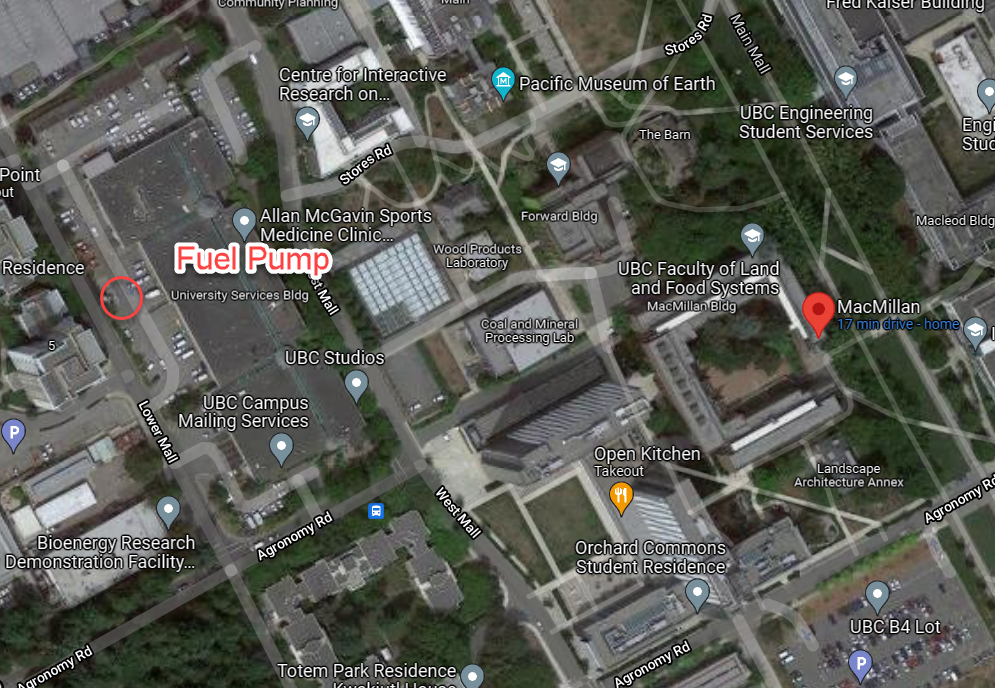 Community Planning
Main
Fred Kaiser Building
Stores Rd
Main Mall
Centre for Interactive
Research on...
Pacific Museum of Earth
UBC Engineering
Student Services
The Barn
Stores Rd
Point
Forward Bldg
Macleod Bldg
Allan McGavin Sports
Medicine Clinic...
Wood Products
Laboratory
Fuel Pump
Residence
UBC Faculty of Land
and Food Systems
University Services Bldg
MacMillan Bldg
MacMillan
17 min drive - home
Coal and Mineral
Processing Lab
5
UBC Studios
UBC Campus
Mailing Services
Lower Mall
P
Open Kitchen
Takeout
Landscape
Architecture Annex
West Mall
Agronomy Rd
Agronomy Rd
Bioenergy Research
Demonstration Facility...
Orchard Commons
Student Residence
UBC B4 Lot
Agronomy Rd
Agronomy Rd
P
Totem Park Residence
Kwakiutl House